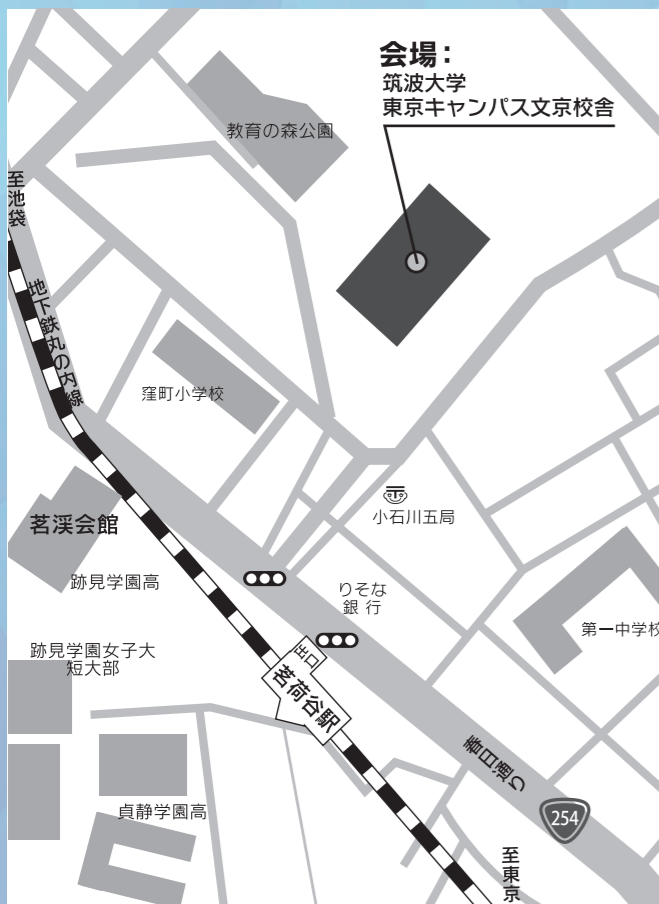 会場：
筑波大学
東京キャンパス文京校舎
教育の森公園
至池袋
地下鉄丸の内線
窪町小学校
小石川五局
茗渓会館
りそな
銀行
跡見学園高
第一中学校
跡見学園女子大
短大部
出口
茗荷谷駅
春日通り
貞静学園高
254
至東京